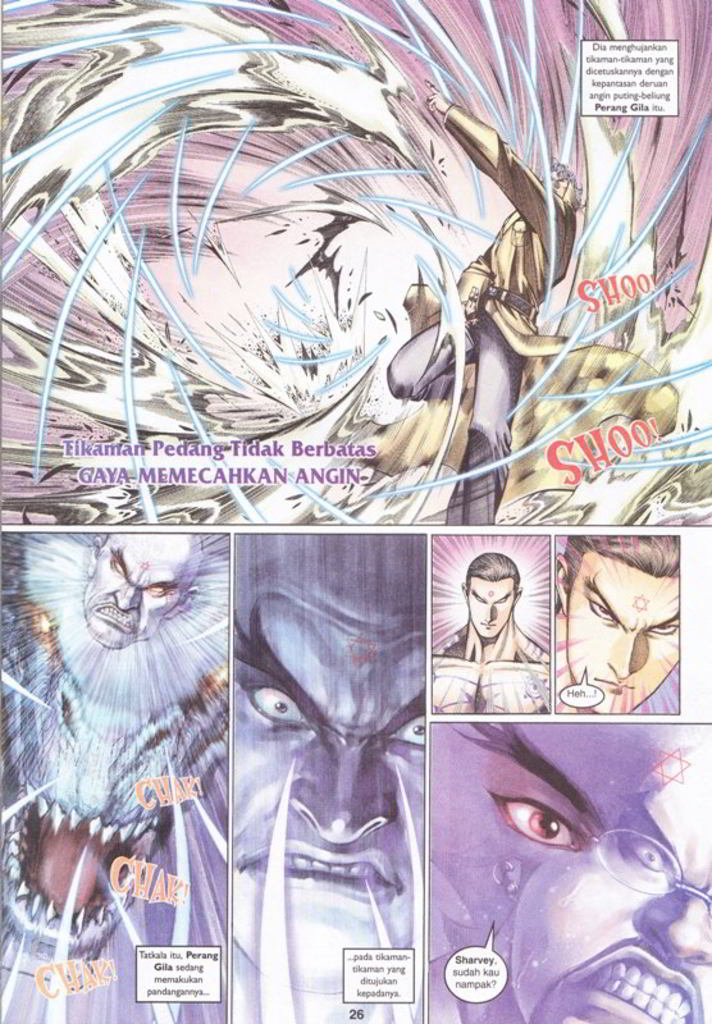 Dia menghujankan
tikaman-tikaman yang
dicetuskannya dengan
kepantasan deruan
angin puting-beliung
Perang Gila itu.
SHOO!
SHOO!
Tikaman Pedang Tidak Berbatas
GAYA MEMECAHKAN ANGIN
Heh...!
CHAK!
CHAK!
CHAK!
Tatkala itu, Perang
Gila sedang
memakukan
pandangannya...
...pada tikaman-
tikaman yang
ditujukan
kepadanya.
Sharvey,
sudah kau
nampak?
26